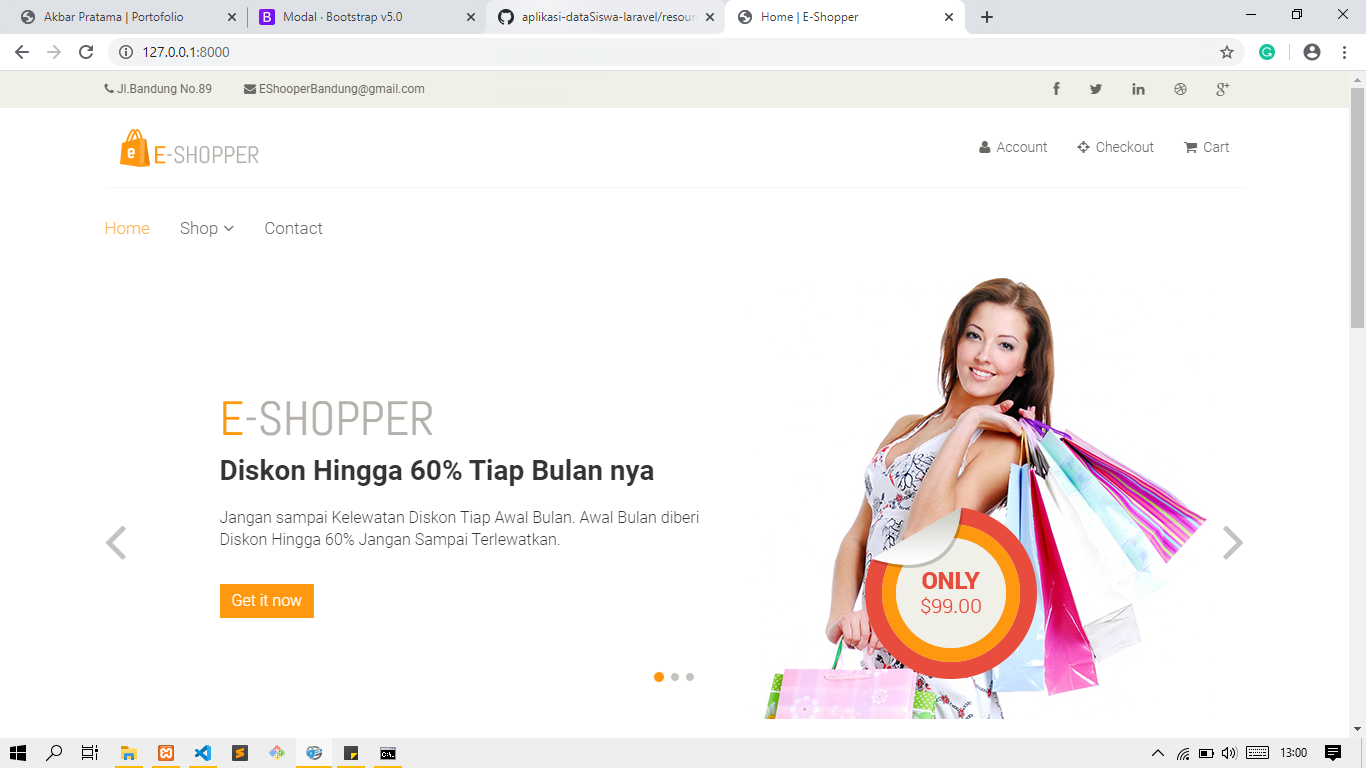 Akbar Pratama | Portofolio
Modal · Bootstrap v5.0
aplikasi-dataSiswa-laravel/resour
Home | E-Shopper
127.0.0.1:8000
Jl.Bandung No.89
EShooperBandung@gmail.com
e E-SHOPPER
Account
Checkout
Cart
Home
Shop
Contact
E-SHOPPER
Diskon Hingga 60% Tiap Bulan nya
Jangan sampai Kelewatan Diskon Tiap Awal Bulan. Awal Bulan diberi
Diskon Hingga 60% Jangan Sampai Terlewatkan.
Get it now
ONLY
$99.00
13:00